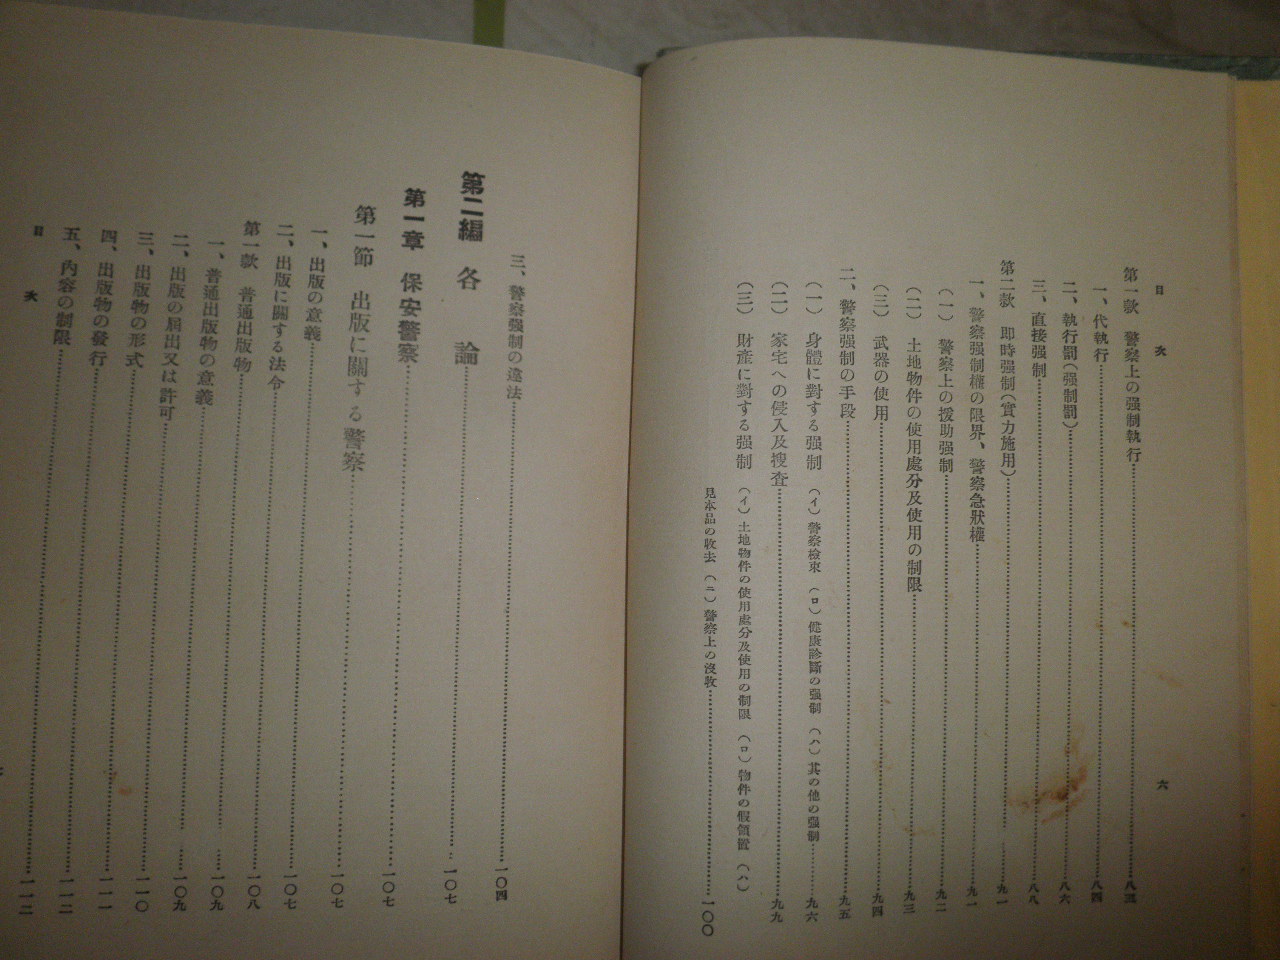 目次
六
第一款 警察上の强制執行……八三
一、代執行……八四
二、執行罰(强制罰)……八六
三、直接强制……八八
第二款 卽時强制(實力施用)……九一
一、警察强制權の限界、警察急狀權……九一
(一) 警察上の援助强制……九二
(二) 土地物件の使用處分及使用の制限……九三
(三) 武器の使用……九四
二、警察强制の手段……九五
(一) 身體に對する强制 (イ)警察檢束 (ロ)健康診斷の强制 (ハ)其の他の强制……九六
(二) 家宅への侵入及搜査……九九
(三) 財產に對する强制 (イ)土地物件の使用處分及使用の制限 (ロ)物件の假領置 (ハ)
見本品の收去 (ニ)警察上の沒收……一〇〇
三、警察强制の違法……一〇四
第二編 各論……一〇七
第一章 保安警察……一〇七
第一節 出版に關する警察……一〇七
一、出版の意義……一〇七
二、出版に關する法令……一〇八
第一款 普通出版物……一〇九
一、普通出版物の意義……一〇九
二、出版の屆出又は許可……一一〇
三、出版物の形式……一一一
四、出版物の發行……一一二
五、內容の制限……一一二
目次